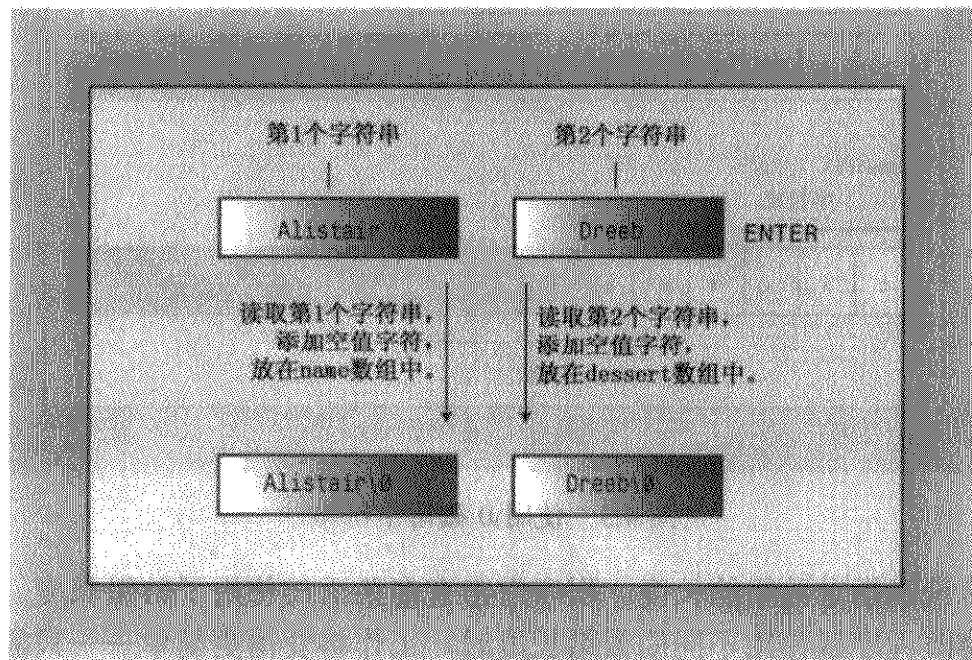 第1个字符串
第2个字符串
Alistair
Dreeb
ENTER
读取第1个字符串，
添加空值字符，
放在name数组中。
读取第2个字符串，
添加空值字符，
放在dessert数组中。
Alistair\0
Dreeb\0